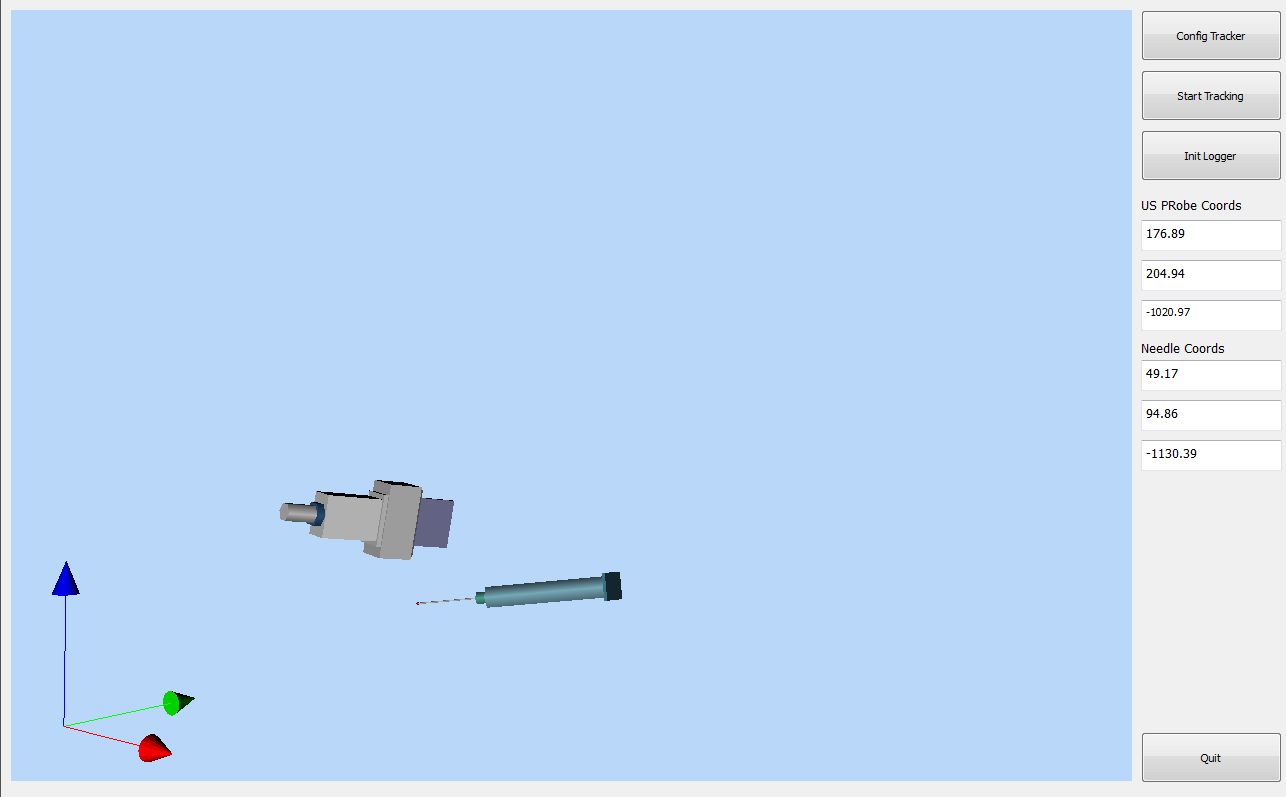 Config Tracker
Start Tracking
Init Logger
US PRobe Coords
176.89
204.94
-1020.97
Needle Coords
49.17
94.86
-1130.39
Quit